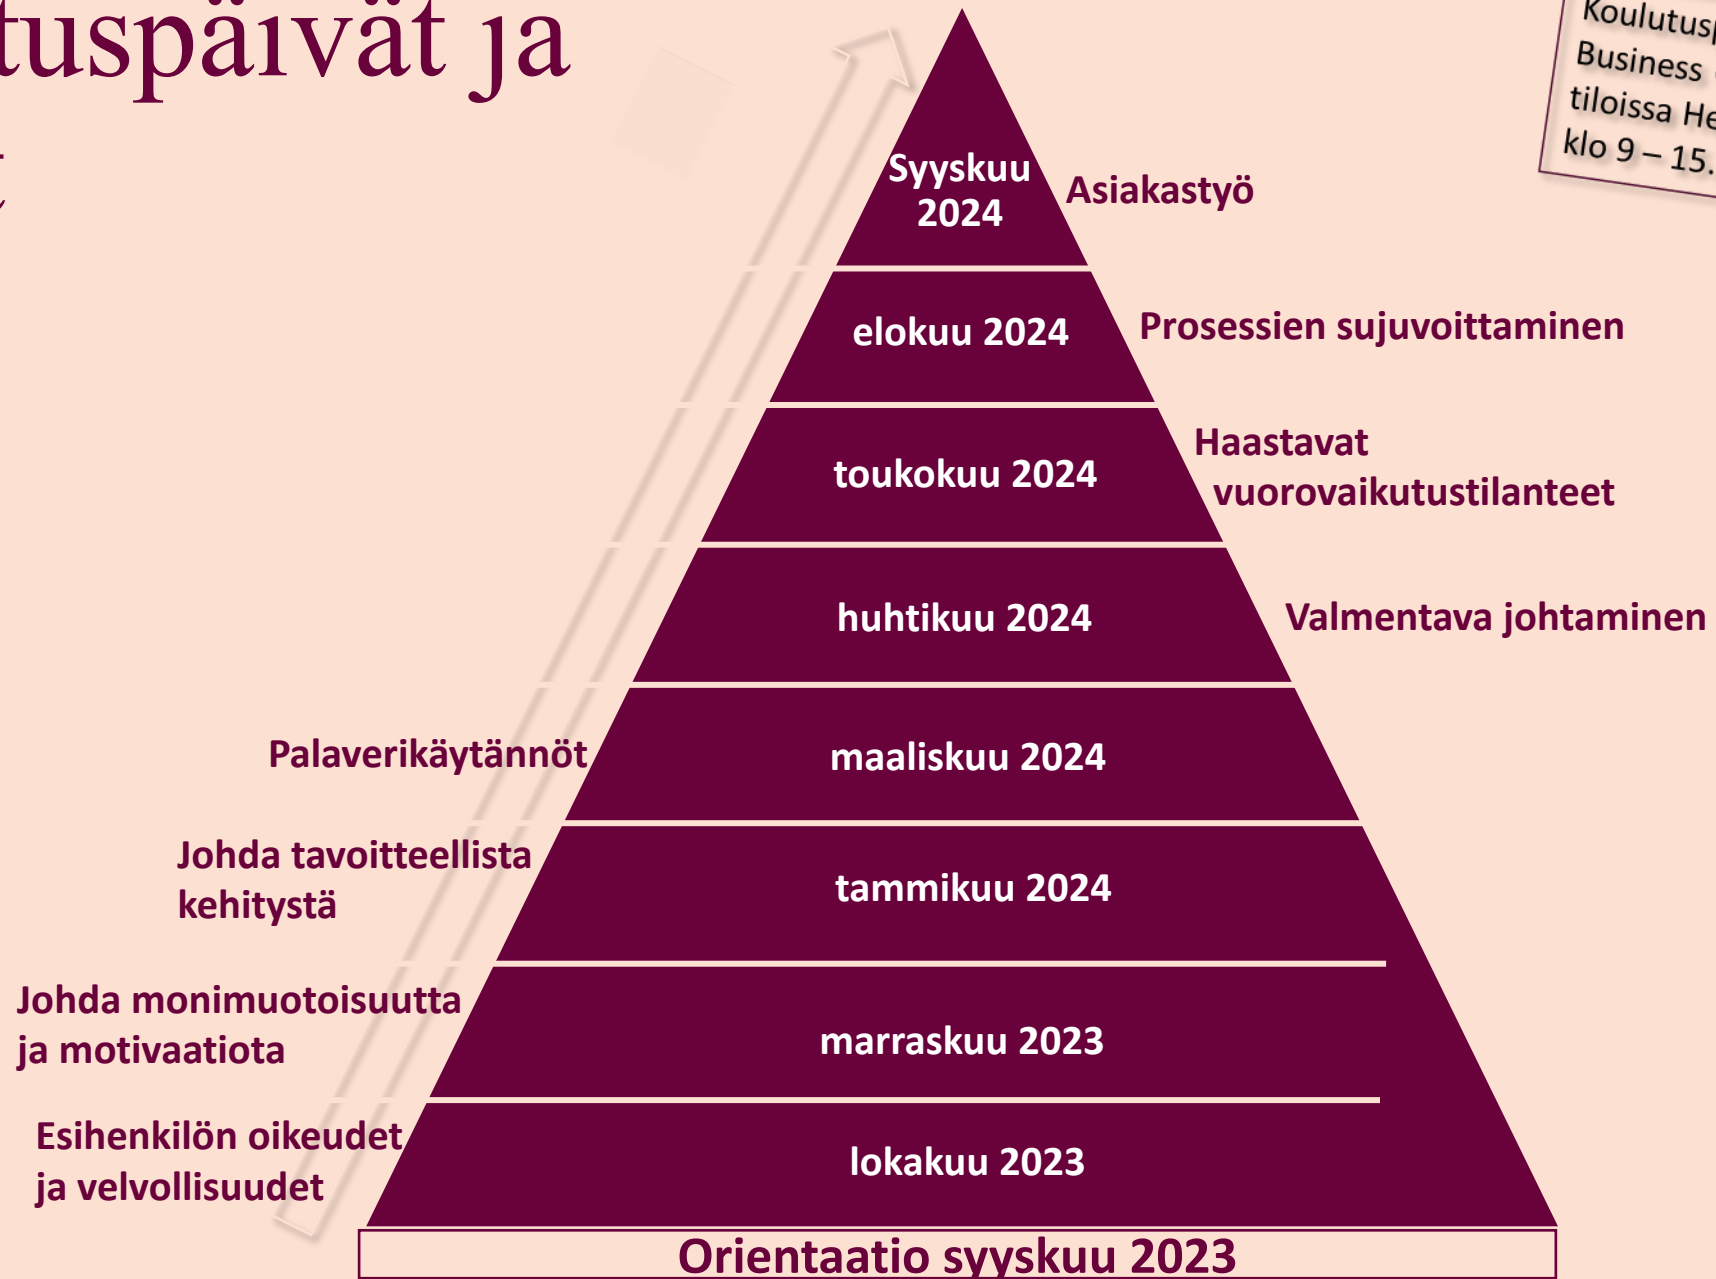 tuspäivät ja
Business
tiloissa He
klo 9 – 15.
Syyskuu
2024
Asiakastyö
elokuu 2024
Prosessien sujuvoittaminen
toukokuu 2024
Haastavat
vuorovaikutustilanteet
huhtikuu 2024
Valmentava johtaminen
Palaverikäytännöt
maaliskuu 2024
Johda tavoitteellista
kehitystä
tammikuu 2024
Johda monimuotoisuutta
ja motivaatiota
marraskuu 2023
Esihenkilön oikeudet
ja velvollisuudet
lokakuu 2023
Orientaatio syyskuu 2023